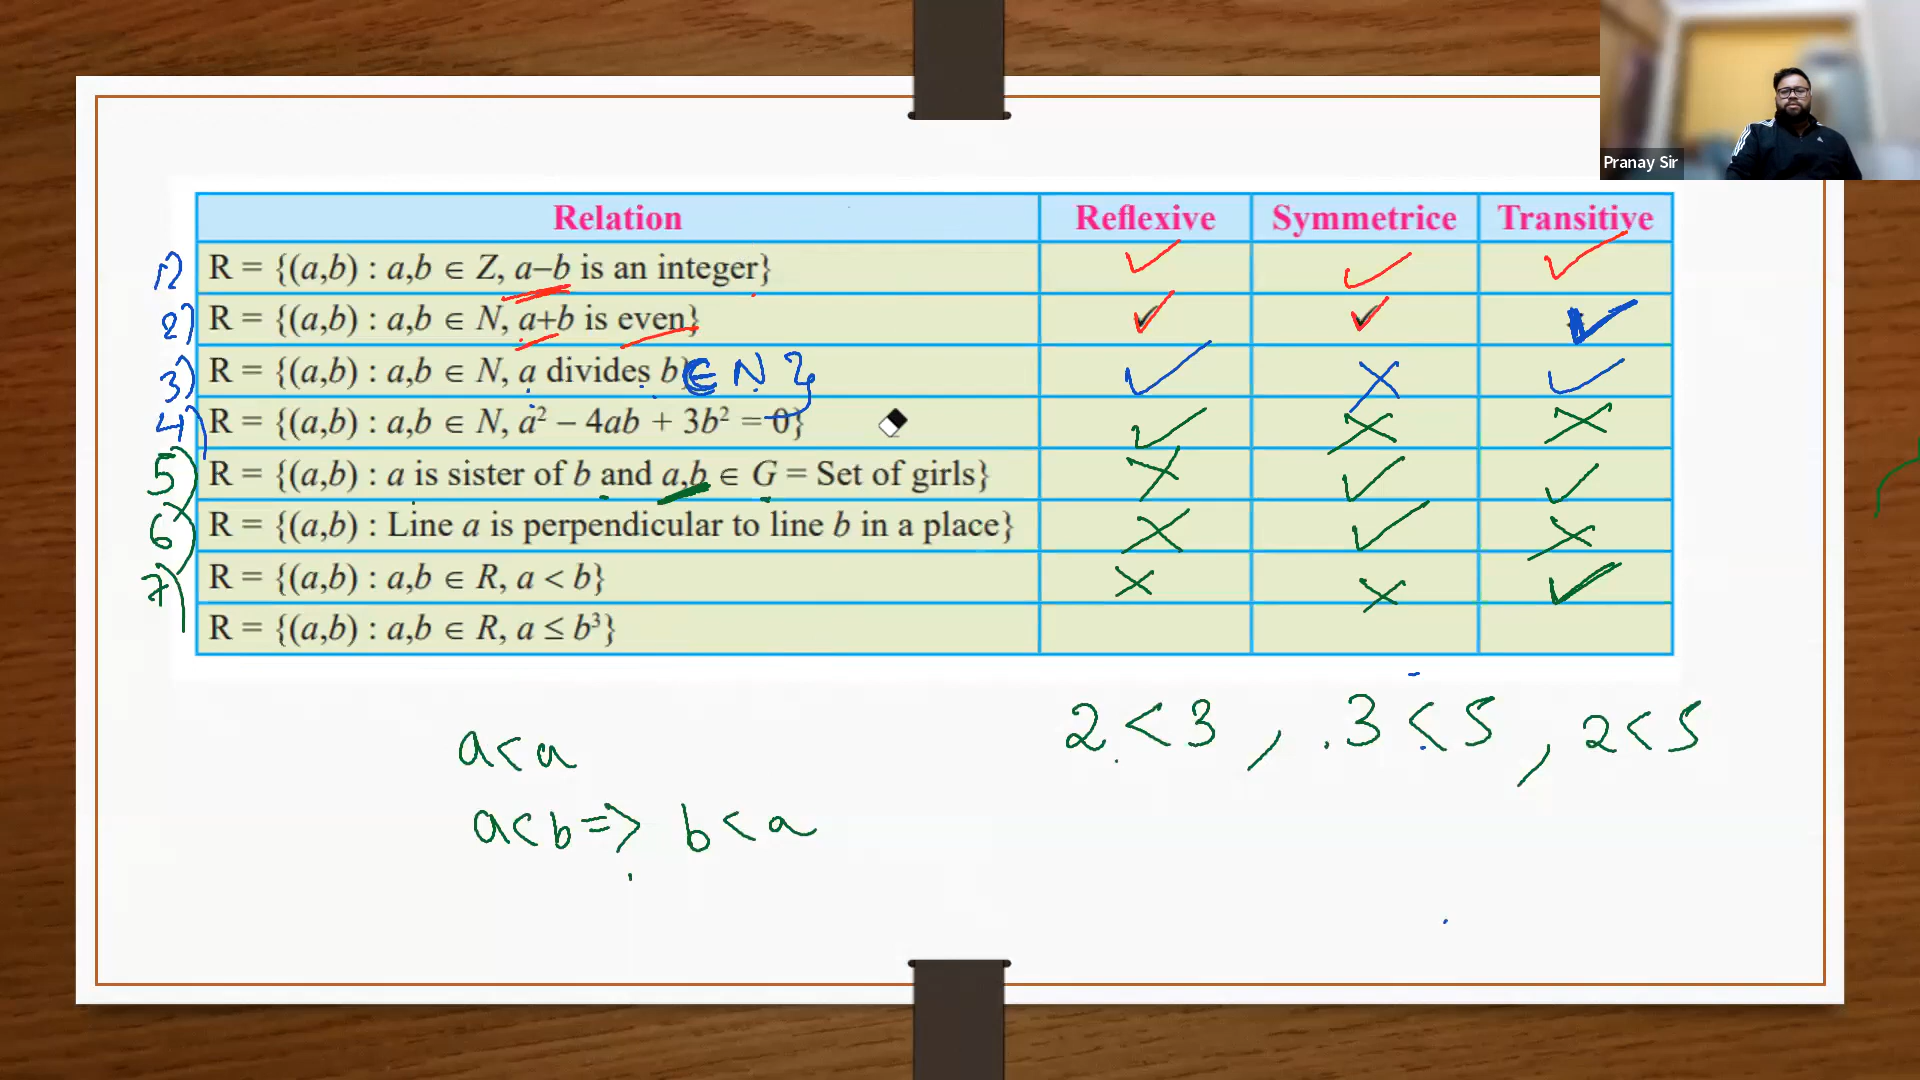 Pranay Sir
Relation Reflexive Symmetrice Transitive
1) R = {(a,b) : a,b ∈ Z, a–b is an integer} ✓ ✓ ✓
2) R = {(a,b) : a,b ∈ N, a+b is even} ✓ ✓ ✓
3) R = {(a,b) : a,b ∈ N, a divides b} ∈ N } ✓ × ✓
4) R = {(a,b) : a,b ∈ N, a² – 4ab + 3b² = 0} ✓ × ×
5) R = {(a,b) : a is sister of b and a,b ∈ G = Set of girls} × ✓ ✓
6) R = {(a,b) : Line a is perpendicular to line b in a place} × ✓ ×
7) R = {(a,b) : a,b ∈ R, a < b} × × ✓
R = {(a,b) : a,b ∈ R, a ≤ b³}
2 < 3 , 3 < 5 , 2 < 5
a < a
a < b => b < a